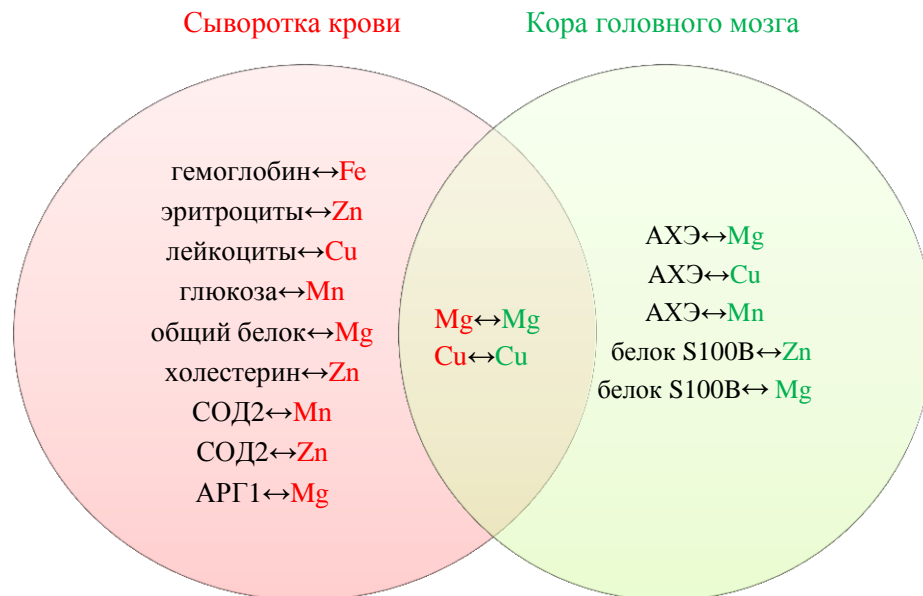 Сыворотка крови
Кора головного мозга
гемоглобин↔Fe
эритроциты↔Zn
лейкоциты↔Cu
глюкоза↔Mn
общий белок↔Mg
холестерин↔Zn
СОД2↔Mn
СОД2↔Zn
АРГ1↔Mg
Mg↔Mg
Cu↔Cu
АХЭ↔Mg
АХЭ↔Cu
АХЭ↔Mn
белок S100B↔Zn
белок S100B↔ Mg